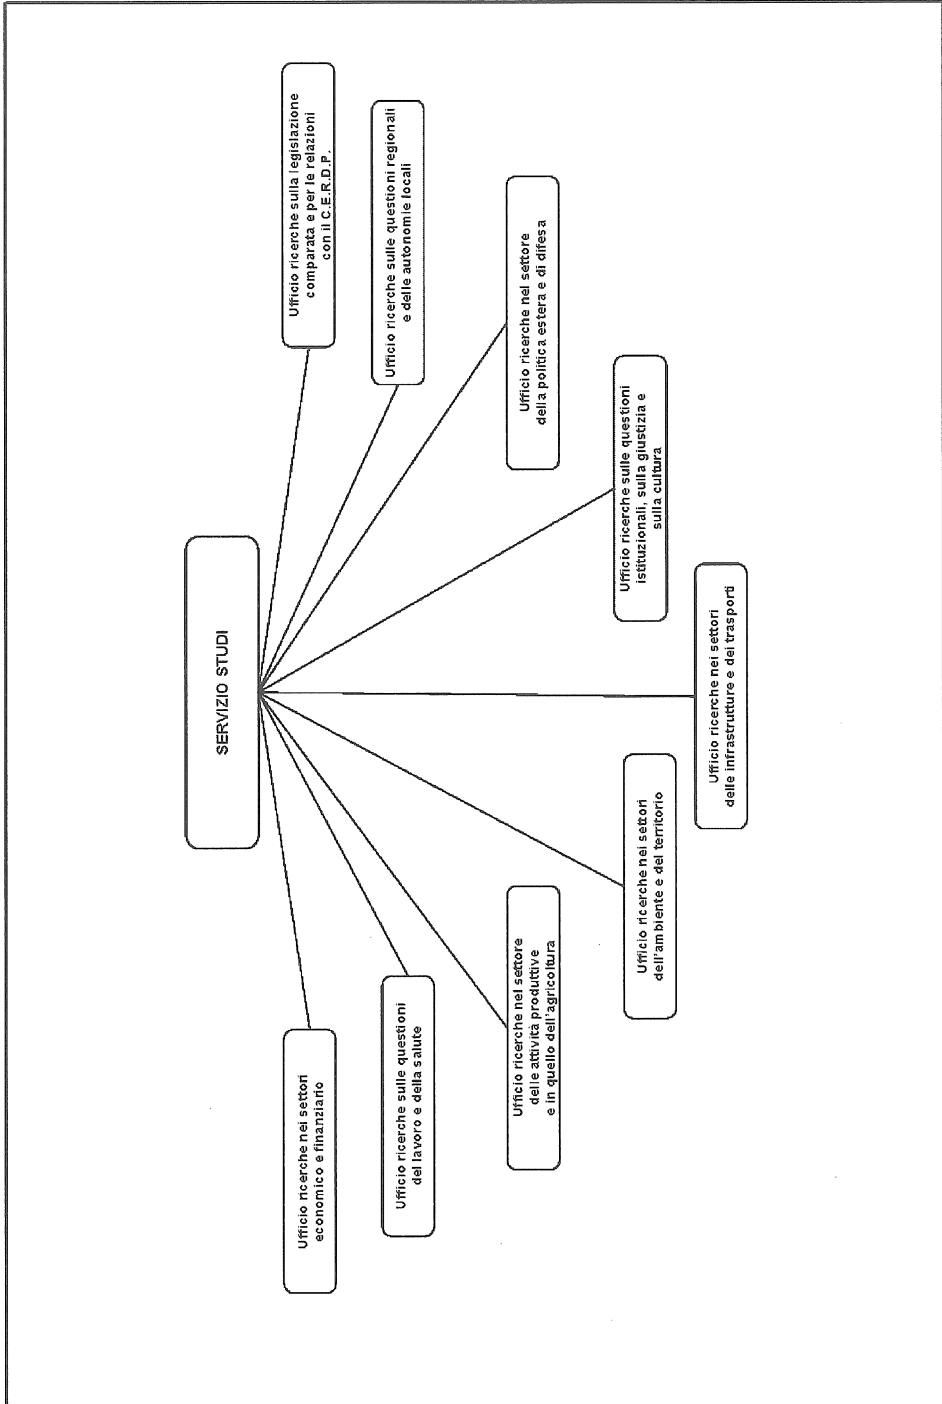 SERVIZIO STUDI
Ufficio ricerche nei settori
economico e finanziario
Ufficio ricerche sulle questioni
del lavoro e della salute
Ufficio ricerche nel settore
delle attività produttive
e in quello dell'agricoltura
Ufficio ricerche nei settori
dell'ambiente e del territorio
Ufficio ricerche nei settori
delle infrastrutture e dei trasporti
Ufficio ricerche sulle questioni
istituzionali, sulla giustizia e
sulla cultura
Ufficio ricerche nel settore
della politica estera e di difesa
Ufficio ricerche sulle questioni regionali
e delle autonomie locali
Ufficio ricerche sulla legislazione
comparata e per le relazioni
con il C.E.R.D.P.